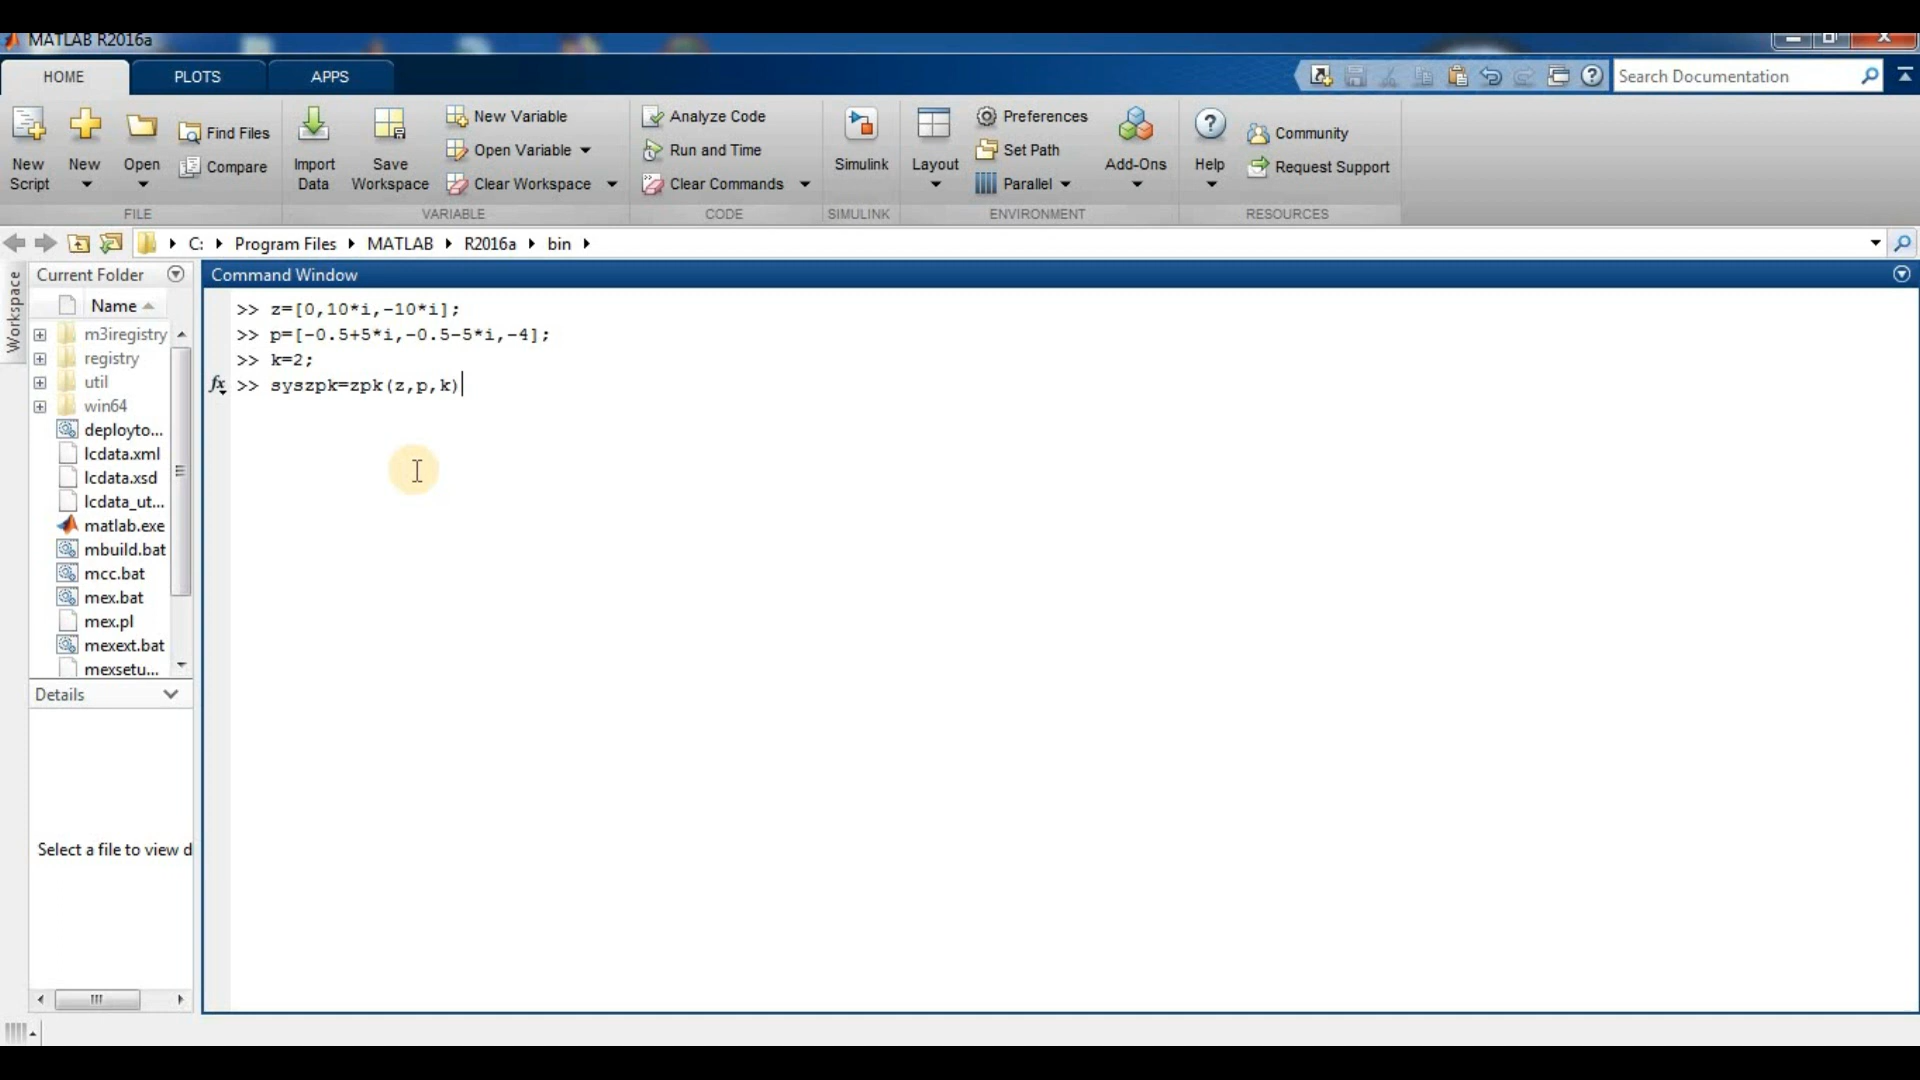 MATLAB R2016a
HOME PLOTS APPS
Search Documentation
New Script
New
Open
Find Files
Compare
Import Data
Save Workspace
New Variable
Open Variable
Clear Workspace
Analyze Code
Run and Time
Clear Commands
Simulink
Layout
Preferences
Set Path
Parallel
Add-Ons
Help
Community
Request Support
FILE VARIABLE CODE SIMULINK ENVIRONMENT RESOURCES
C: Program Files MATLAB R2016a bin
Workspace
Current Folder
Name
m3iregistry
registry
util
win64
deployto...
lcdata.xml
lcdata.xsd
lcdata_ut...
matlab.exe
mbuild.bat
mcc.bat
mex.bat
mex.pl
mexext.bat
mexsetu...
Details
Select a file to view d
Command Window
>> z=[0,10*i,-10*i];
>> p=[-0.5+5*i,-0.5-5*i,-4];
>> k=2;
fx >> syszpk=zpk(z,p,k)